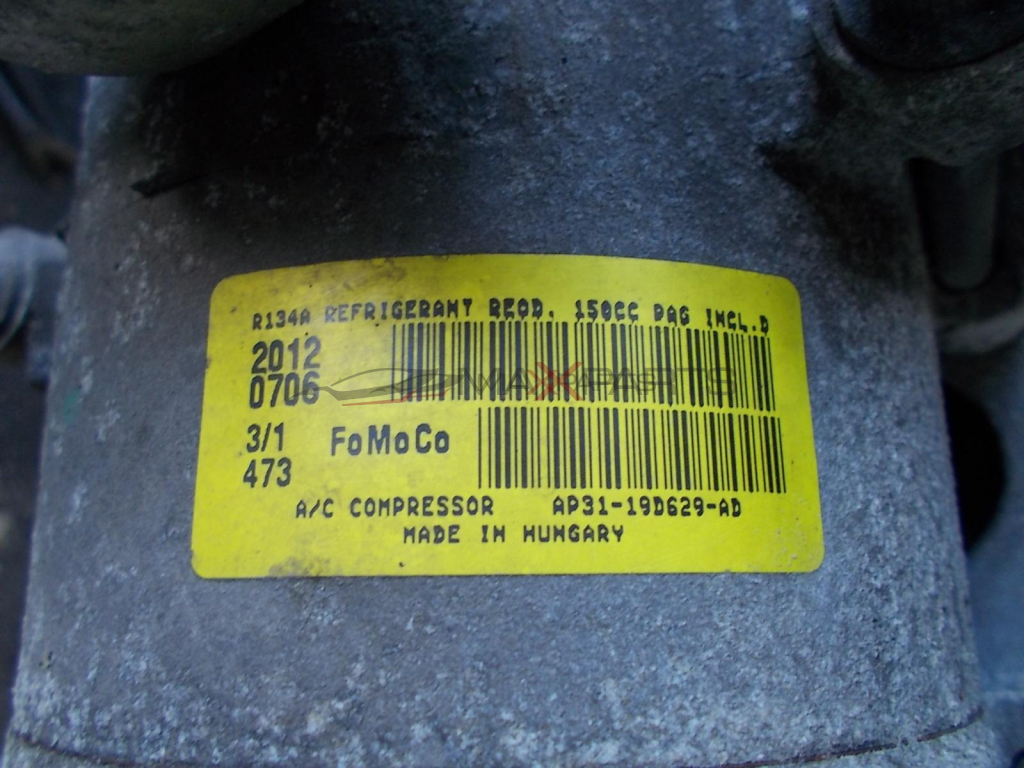 R134A REFRIGERANT REQD. 150CC PAG INCL.D
2012
0706
MAXXPARTS
3/1
473
FoMoCo
A/C COMPRESSOR AP31-19D629-AD
MADE IN HUNGARY